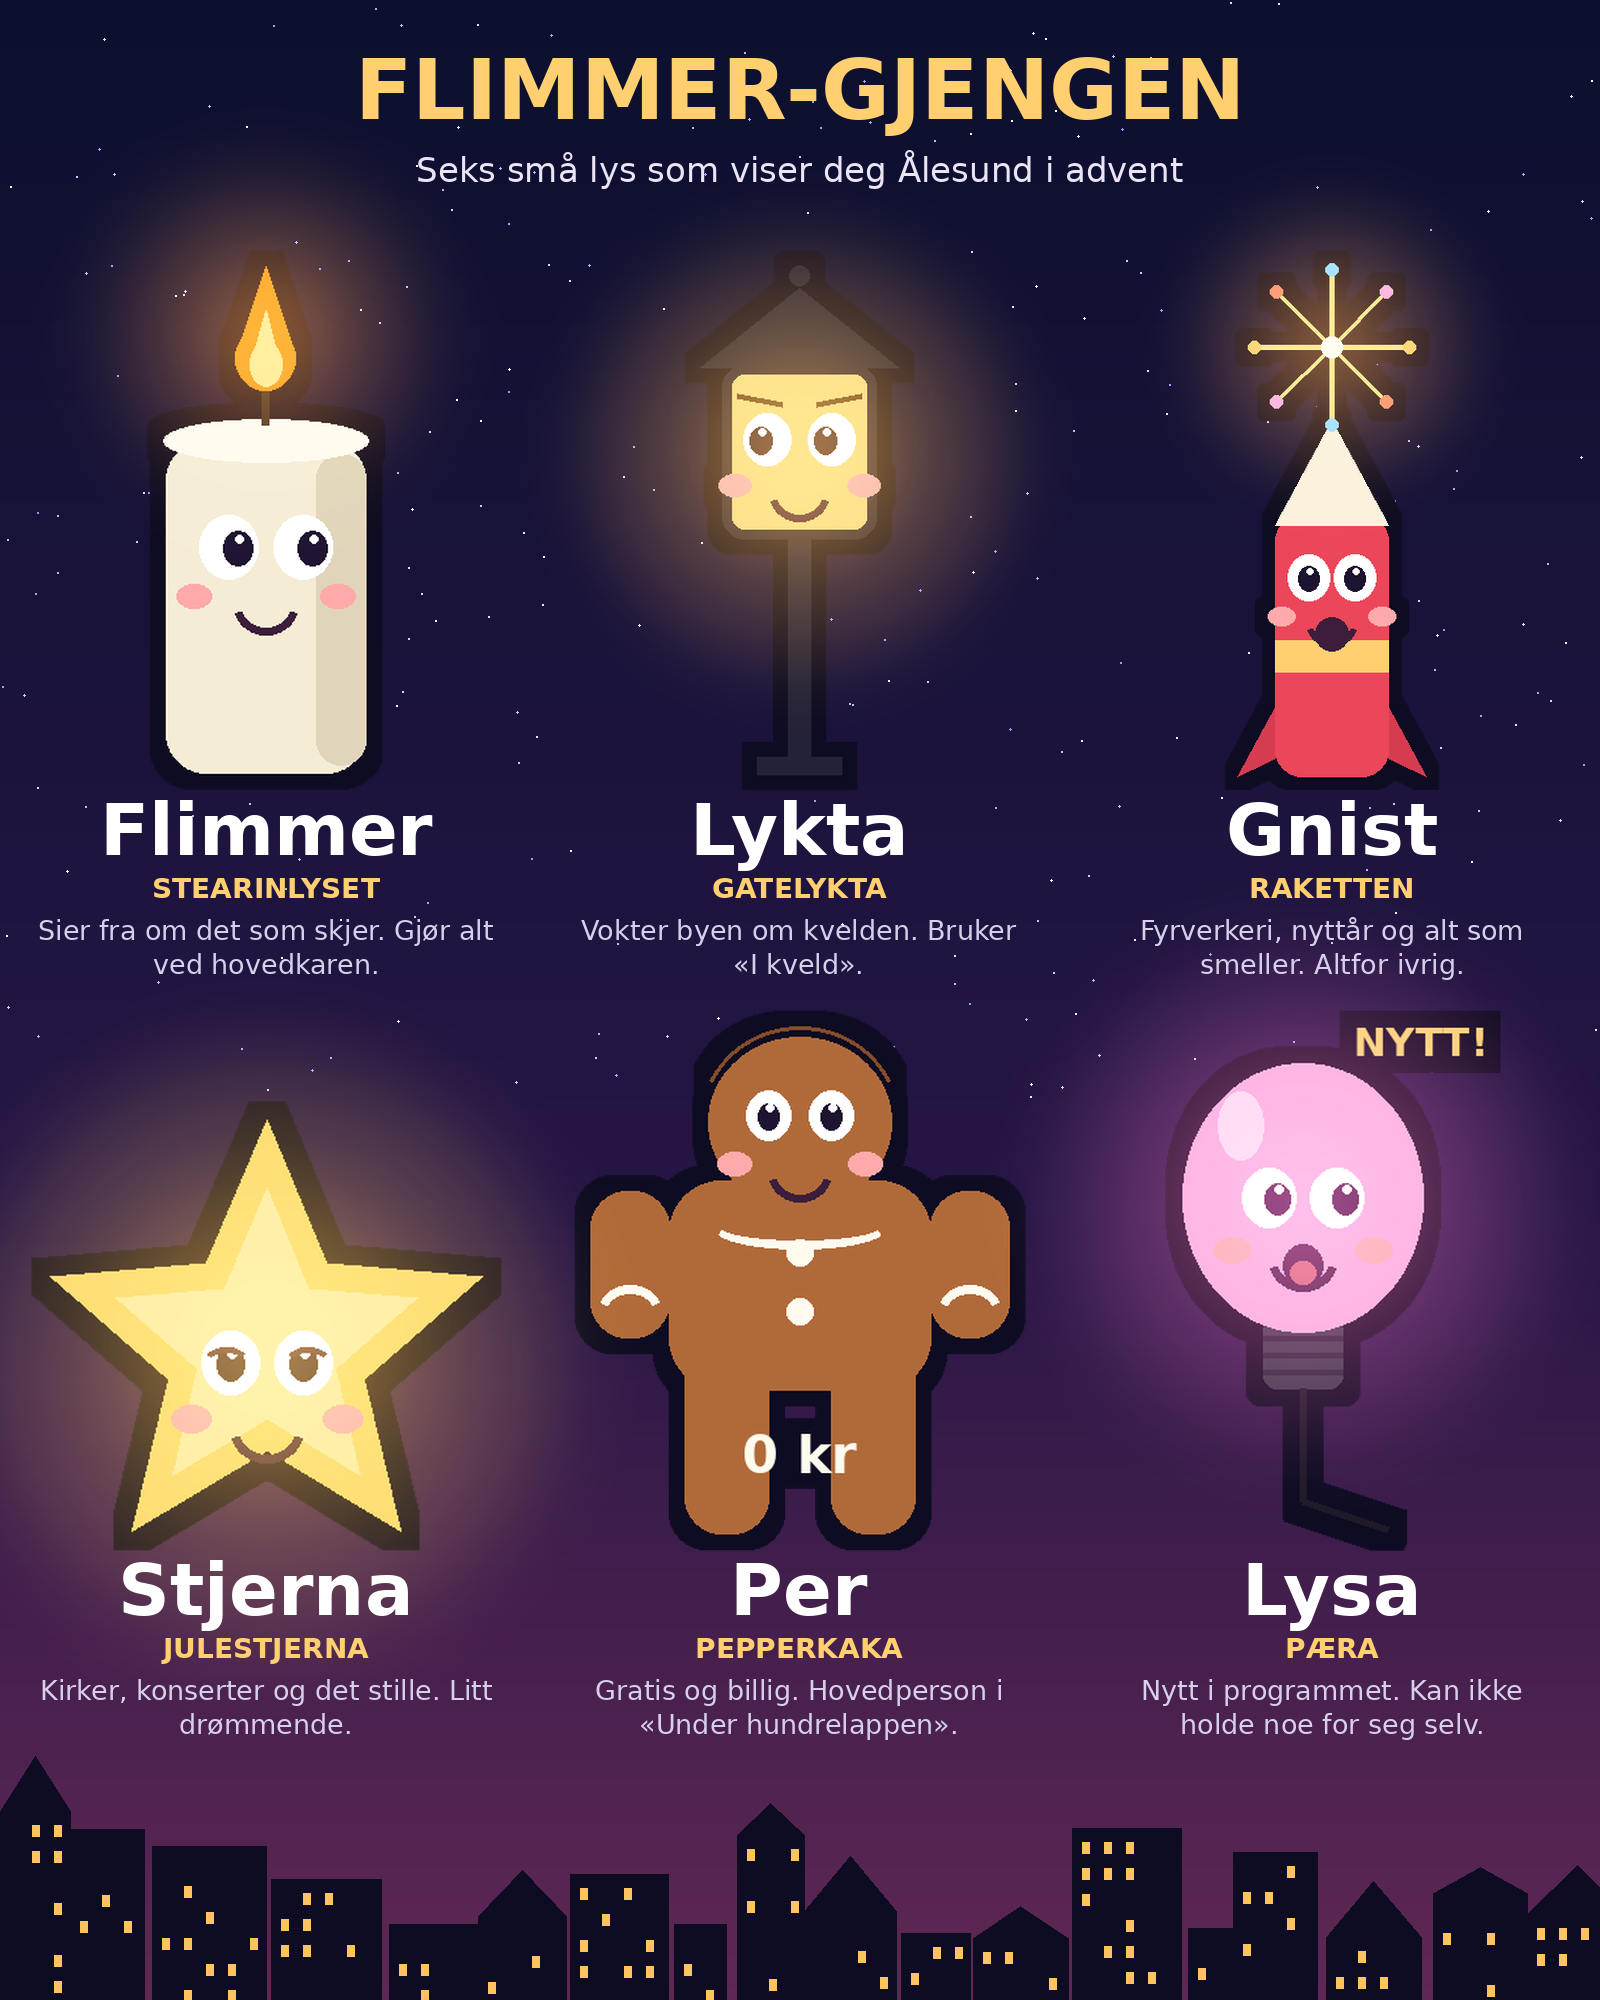 FLIMMER-GJENGEN
Seks små lys som viser deg Ålesund i advent
Flimmer
STEARINLYSET
Sier fra om det som skjer. Gjør alt
ved hovedkaren.
Lykta
GATELYKTA
Vokter byen om kvelden. Bruker
«I kveld».
Gnist
RAKETTEN
Fyrverkeri, nyttår og alt som
smeller. Altfor ivrig.
NYTT!
0 kr
Stjerna
JULESTJERNA
Kirker, konserter og det stille. Litt
drømmende.
Per
PEPPERKAKA
Gratis og billig. Hovedperson i
«Under hundrelappen».
Lysa
PÆRA
Nytt i programmet. Kan ikke
holde noe for seg selv.